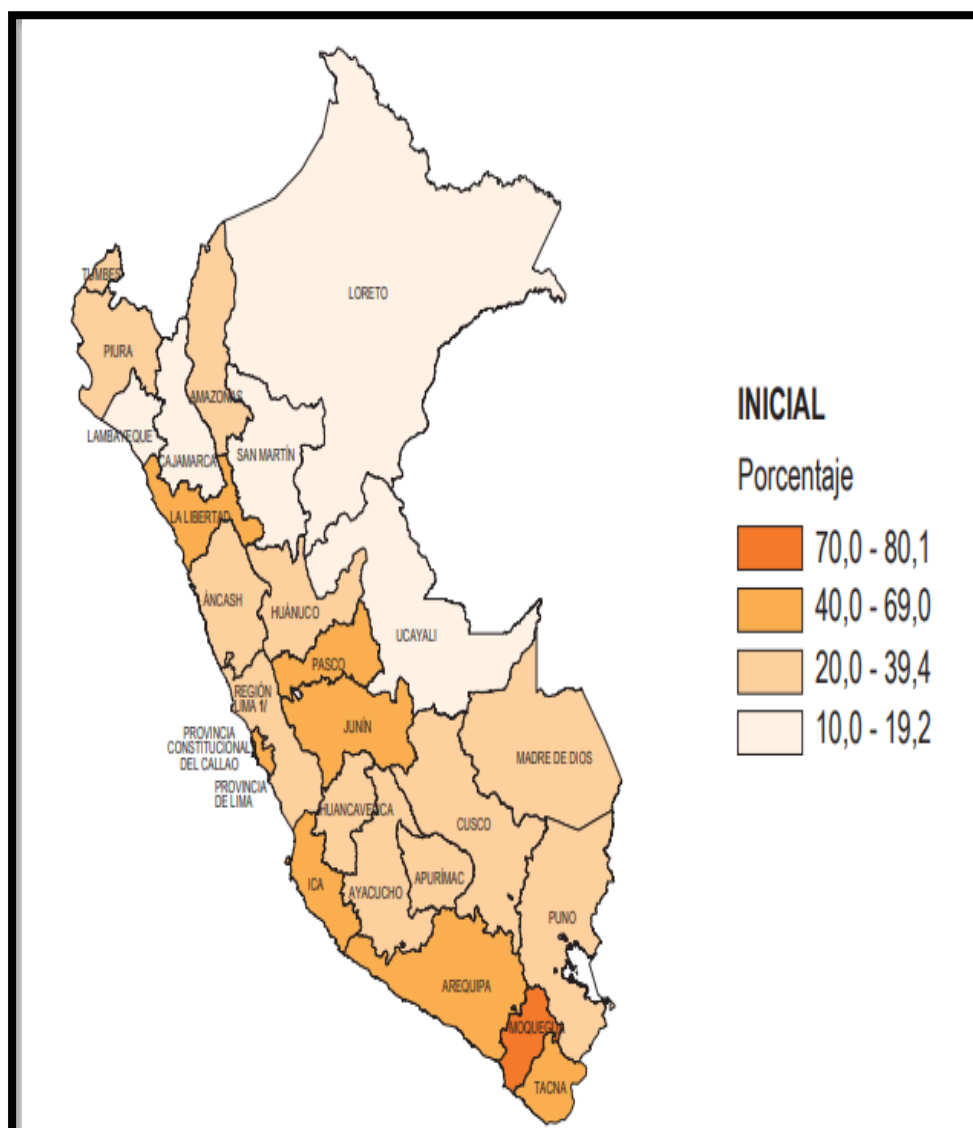 LORETO
TUMBES
PIURA
AMAZONAS
LAMBAYEQUE
CAJAMARCA
SAN MARTÍN
LA LIBERTAD
ÁNCASH
HUÁNUCO
UCAYALI
PASCO
REGIÓN
LIMA 1/
JUNÍN
PROVINCIA
CONSTITUCIONAL
DEL CALLAO
PROVINCIA
DE LIMA
MADRE DE DIOS
HUANCAVELICA
CUSCO
APURÍMAC
AYACUCHO
ICA
PUNO
AREQUIPA
MOQUEGUA
TACNA
INICIAL
Porcentaje
70,0 - 80,1
40,0 - 69,0
20,0 - 39,4
10,0 - 19,2